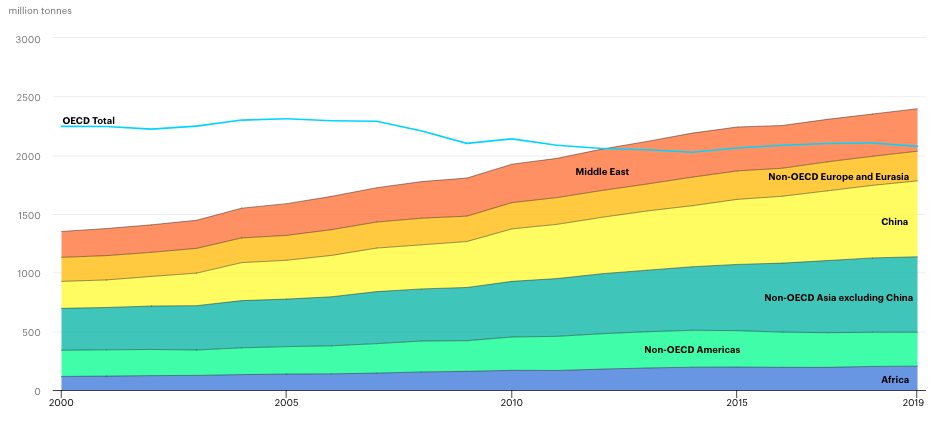 million tonnes
3000
2500
OECD Total
2000
Middle East
Non-OECD Europe and Eurasia
1500
China
1000
Non-OECD Asia excluding China
500
Non-OECD Americas
Africa
0
2000 2005 2010 2015 2019